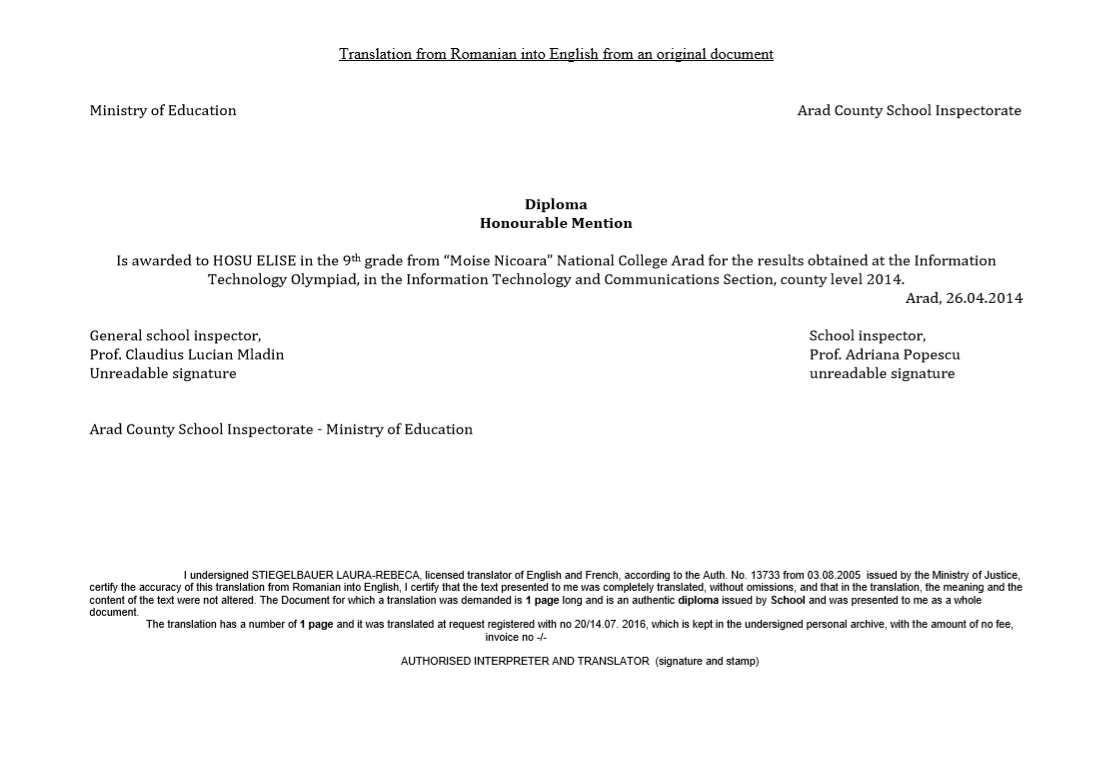 Translation from Romanian into English from an original document
Ministry of Education Arad County School Inspectorate
Diploma
Honourable Mention
Is awarded to HOSU ELISE in the 9th grade from “Moise Nicoara” National College Arad for the results obtained at the Information
Technology Olympiad, in the Information Technology and Communications Section, county level 2014.
Arad, 26.04.2014
General school inspector, School inspector,
Prof. Claudius Lucian Mladin Prof. Adriana Popescu
Unreadable signature unreadable signature
Arad County School Inspectorate - Ministry of Education
I undersigned STIEGELBAUER LAURA-REBECA, licensed translator of English and French, according to the Auth. No. 13733 from 03.08.2005 issued by the Ministry of Justice,
certify the accuracy of this translation from Romanian into English, I certify that the text presented to me was completely translated, without omissions, and that in the translation, the meaning and the
content of the text were not altered. The Document for which a translation was demanded is 1 page long and is an authentic diploma issued by School and was presented to me as a whole
document.
The translation has a number of 1 page and it was translated at request registered with no 20/14.07. 2016, which is kept in the undersigned personal archive, with the amount of no fee,
invoice no -/-
AUTHORISED INTERPRETER AND TRANSLATOR (signature and stamp)